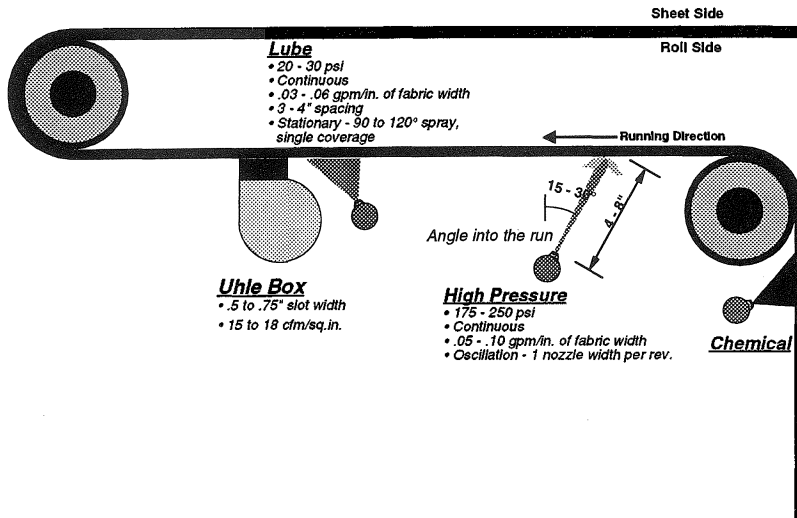 Sheet Side
Roll Side
Lube
• 20 - 30 psi
• Continuous
• .03 - .06 gpm/in. of fabric width
• 3 - 4" spacing
• Stationary - 90 to 120° spray,
single coverage
Running Direction
15 - 30°
4 - 8"
Angle into the run
Uhle Box
• .5 to .75" slot width
• 15 to 18 cfm/sq.in.
High Pressure
• 175 - 250 psi
• Continuous
• .05 - .10 gpm/in. of fabric width
• Oscillation - 1 nozzle width per rev.
Chemical